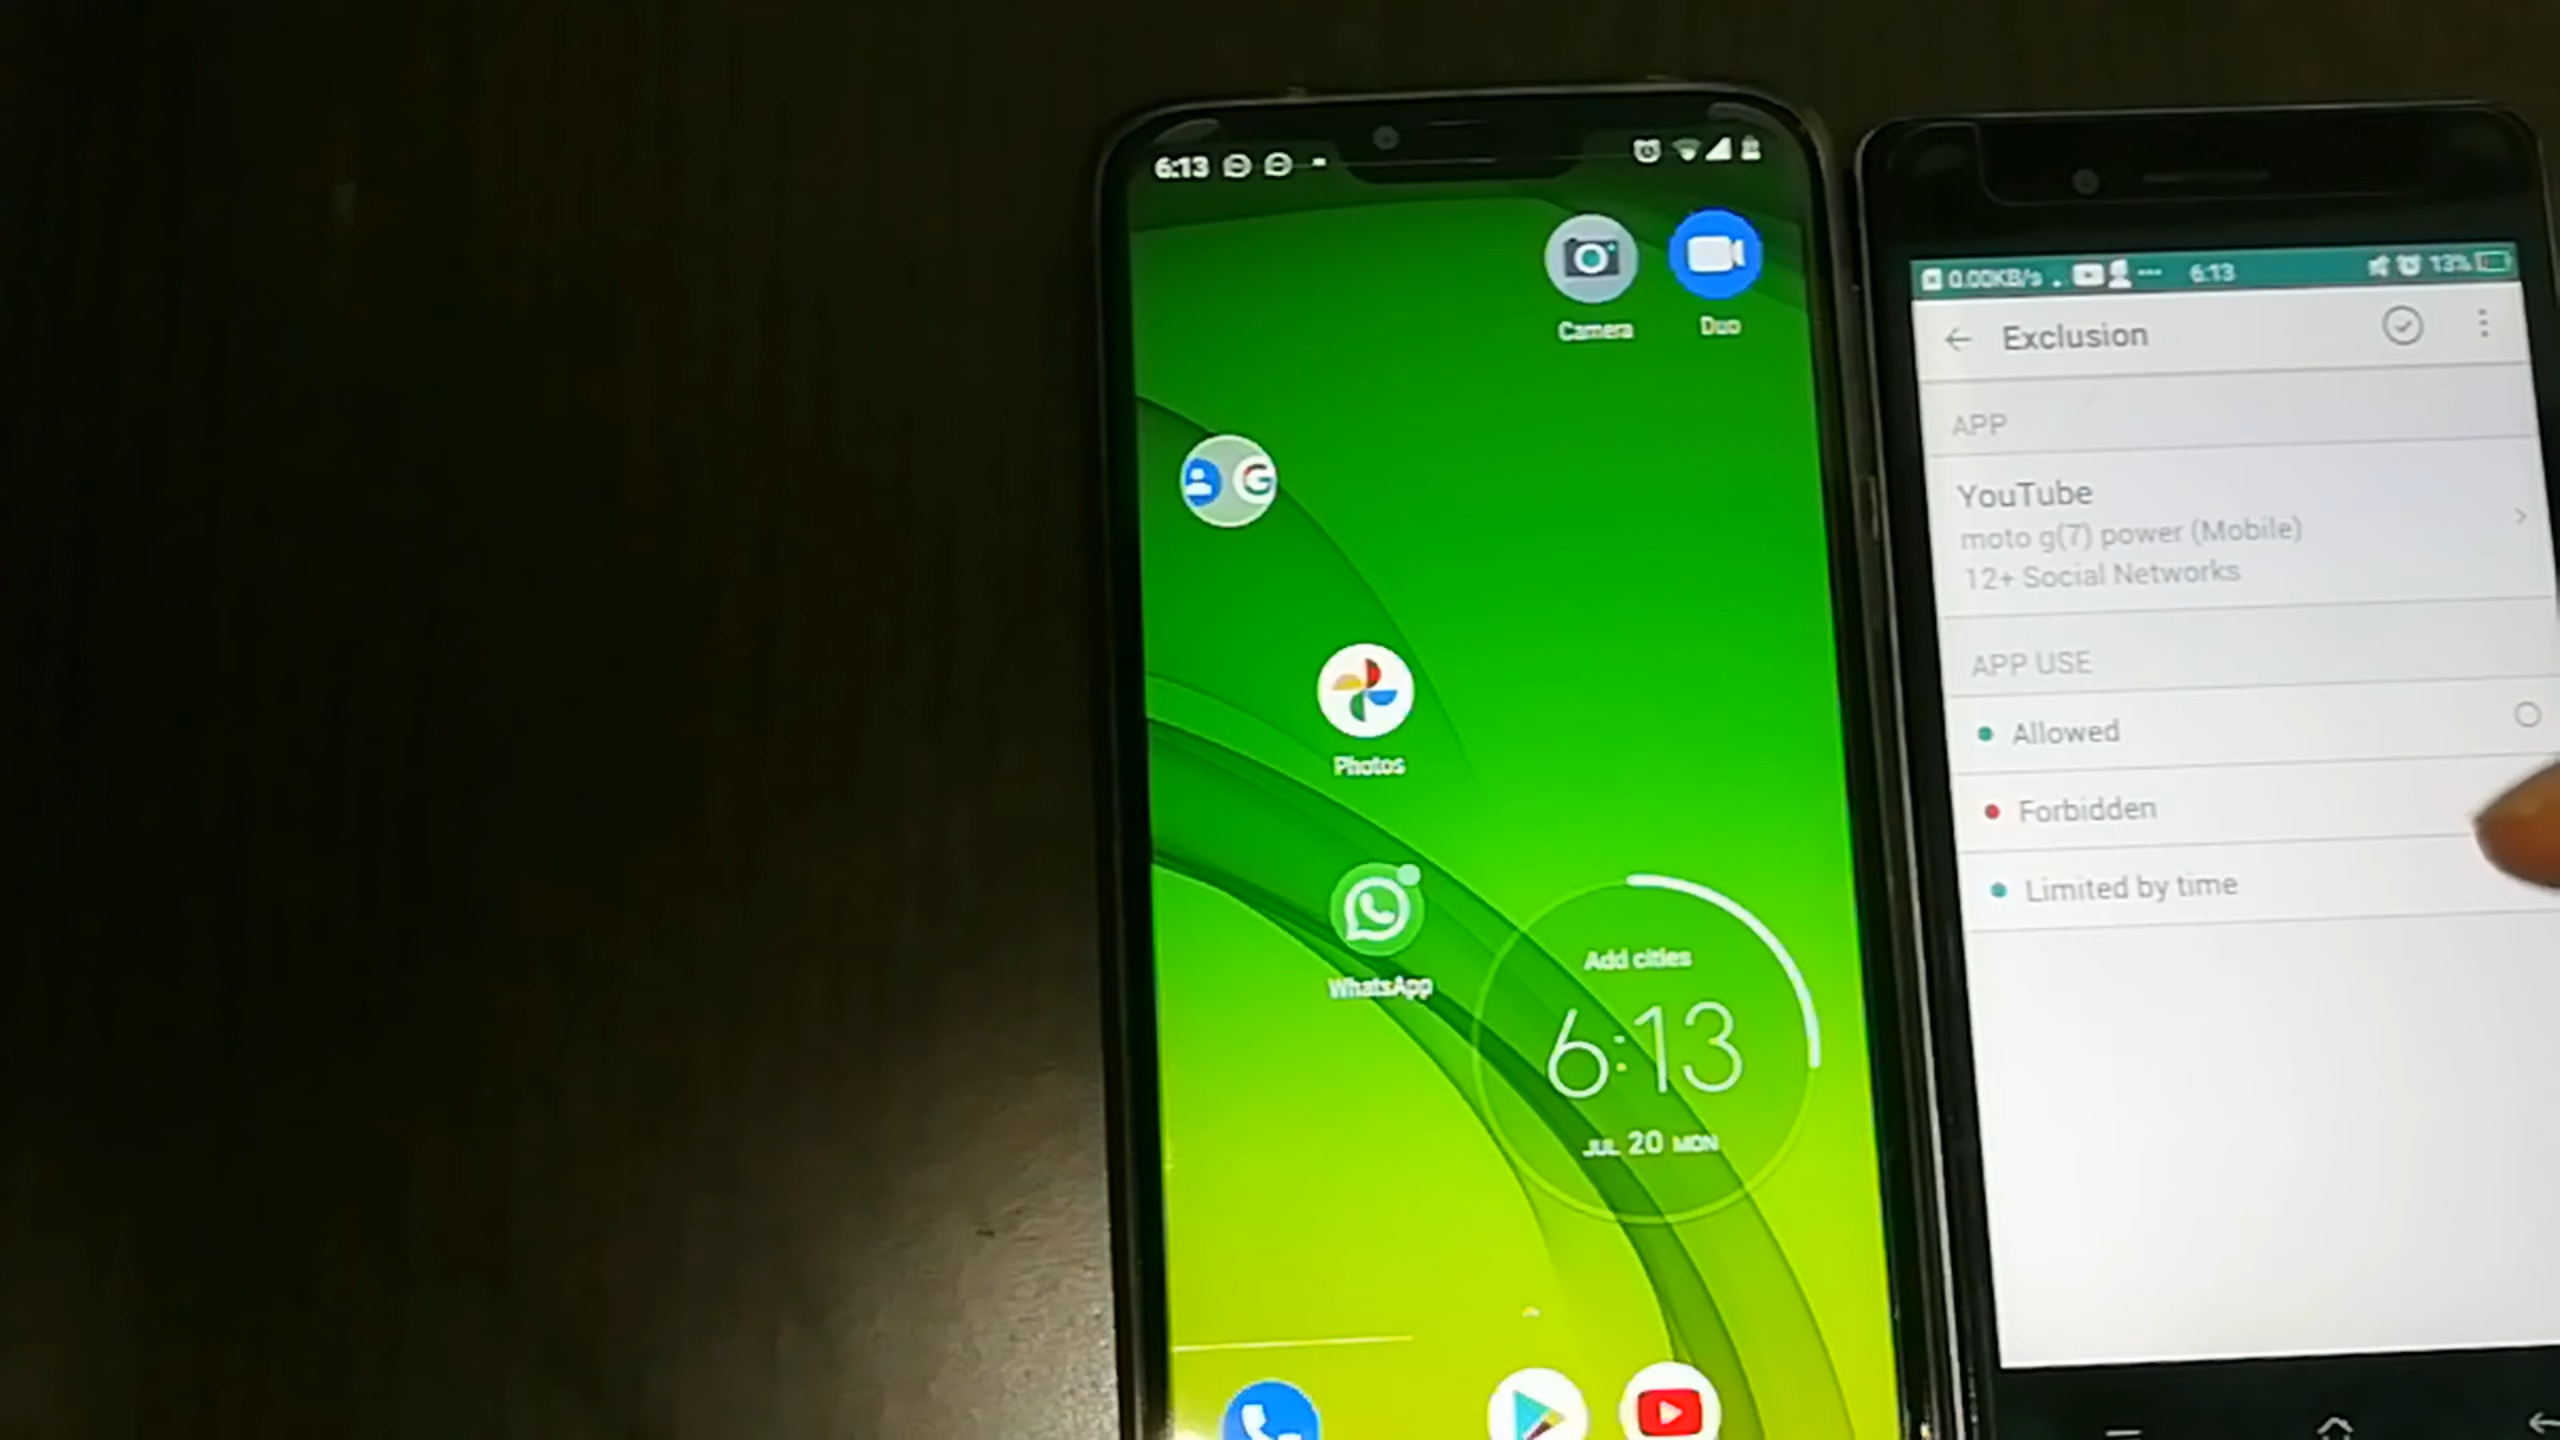 6:13
Camera
Duo
G
Photos
WhatsApp
Add cities
6:13
JUL 20 MON
0.00KB/s
6:13
13%
Exclusion
APP
YouTube
moto g(7) power (Mobile)
12+ Social Networks
APP USE
Allowed
Forbidden
Limited by time